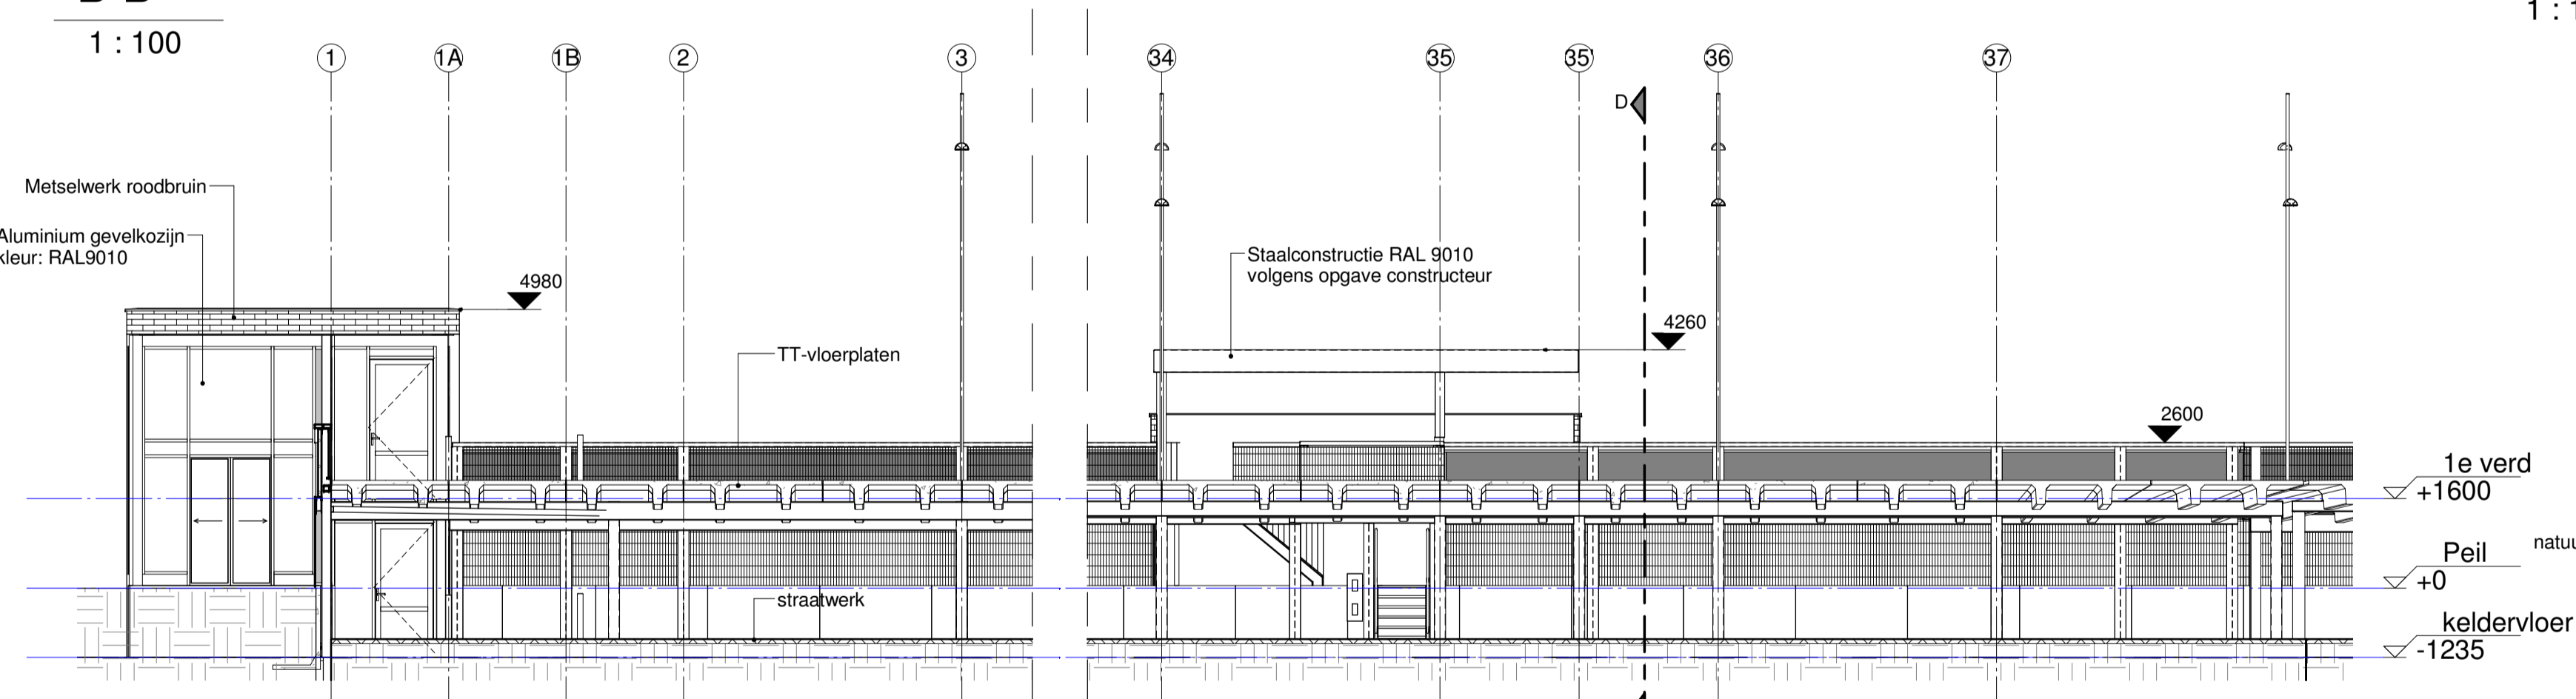 1 : 100
1 1A 1B 2 3 34 35 35' 36 37
D
Metselwerk roodbruin
Aluminium gevelkozijn
kleur: RAL9010
4980
Staalconstructie RAL 9010
volgens opgave constructeur
4260
TT-vloerplaten
2600
1e verd
+1600
Peil
+0
straatwerk
keldervloer
-1235